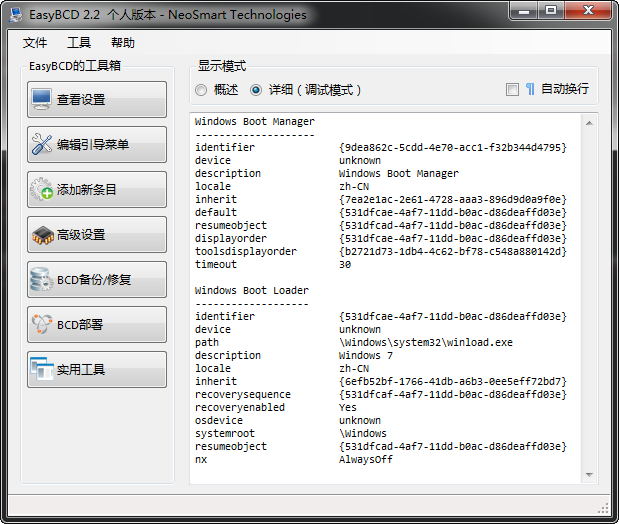 EasyBCD 2.2 个人版本 - NeoSmart Technologies
文件 工具 帮助
EasyBCD的工具箱
查看设置
编辑引导菜单
添加新条目
高级设置
BCD备份/修复
BCD部署
实用工具
显示模式
概述 详细（调试模式） ¶ 自动换行
Windows Boot Manager
--------------------
identifier {9dea862c-5cdd-4e70-acc1-f32b344d4795}
device unknown
description Windows Boot Manager
locale zh-CN
inherit {7ea2e1ac-2e61-4728-aaa3-896d9d0a9f0e}
default {531dfcae-4af7-11dd-b0ac-d86deaffd03e}
resumeobject {531dfcad-4af7-11dd-b0ac-d86deaffd03e}
displayorder {531dfcae-4af7-11dd-b0ac-d86deaffd03e}
toolsdisplayorder {b2721d73-1db4-4c62-bf78-c548a880142d}
timeout 30
Windows Boot Loader
-------------------
identifier {531dfcae-4af7-11dd-b0ac-d86deaffd03e}
device unknown
path \Windows\system32\winload.exe
description Windows 7
locale zh-CN
inherit {6efb52bf-1766-41db-a6b3-0ee5eff72bd7}
recoverysequence {531dfcaf-4af7-11dd-b0ac-d86deaffd03e}
recoveryenabled Yes
osdevice unknown
systemroot \Windows
resumeobject {531dfcad-4af7-11dd-b0ac-d86deaffd03e}
nx AlwaysOff